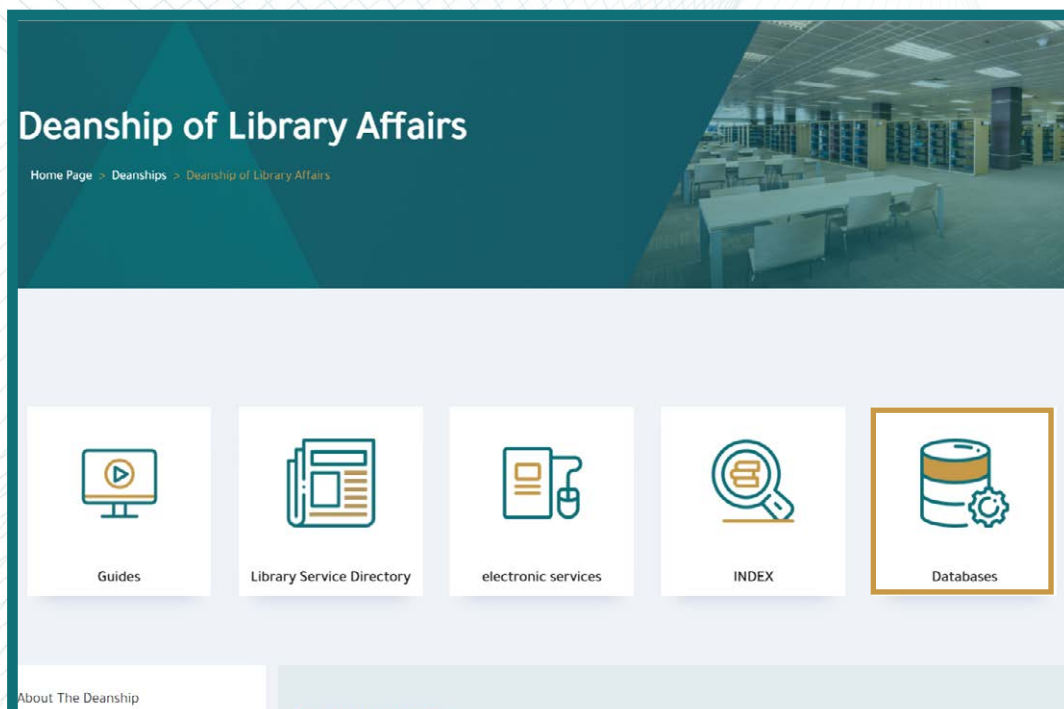 Deanship of Library Affairs
Home Page > Deanships > Deanship of Library Affairs
Guides
Library Service Directory
electronic services
INDEX
Databases
About The Deanship